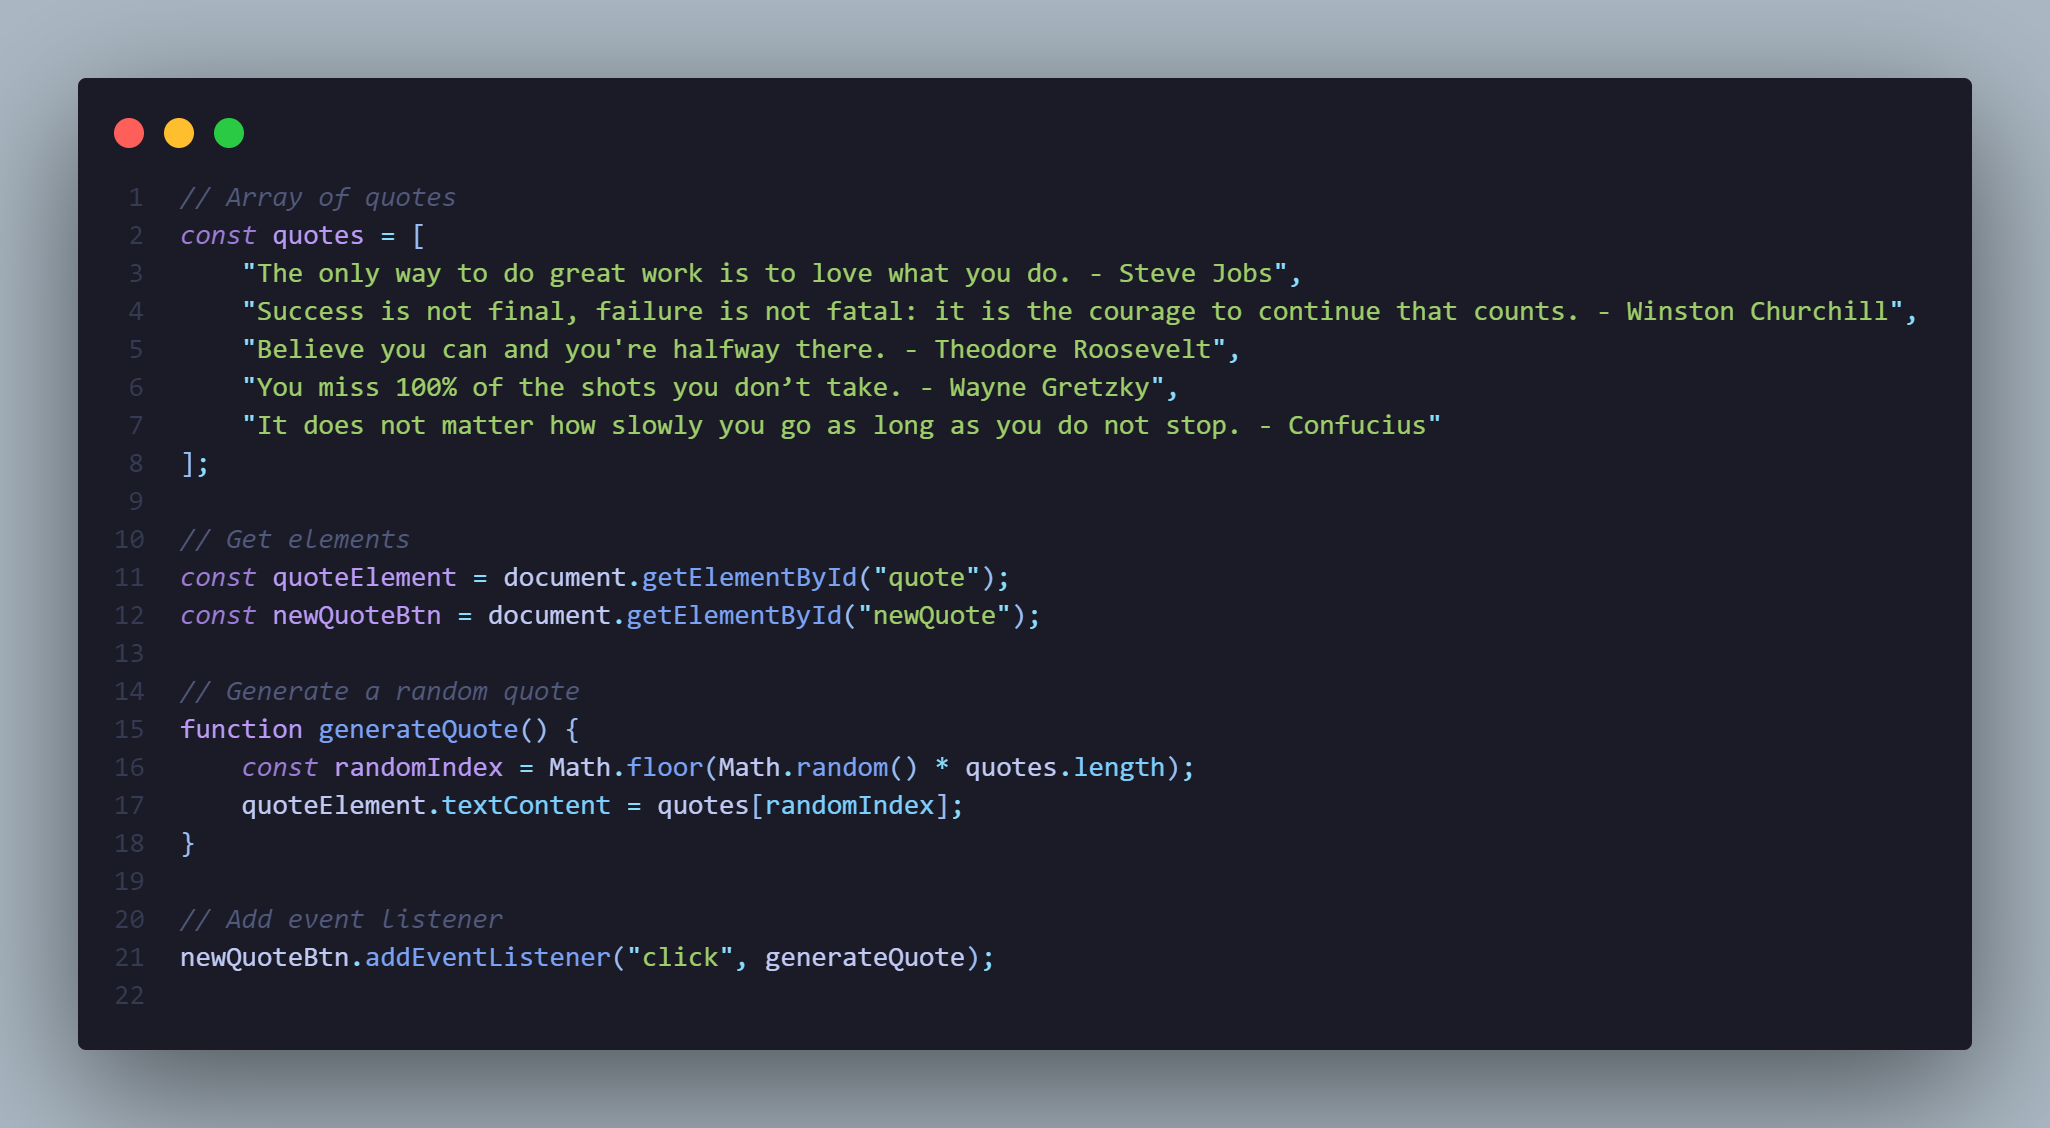 1 // Array of quotes
2 const quotes = [
3     "The only way to do great work is to love what you do. - Steve Jobs",
4     "Success is not final, failure is not fatal: it is the courage to continue that counts. - Winston Churchill",
5     "Believe you can and you're halfway there. - Theodore Roosevelt",
6     "You miss 100% of the shots you don’t take. - Wayne Gretzky",
7     "It does not matter how slowly you go as long as you do not stop. - Confucius"
8 ];
9
10 // Get elements
11 const quoteElement = document.getElementById("quote");
12 const newQuoteBtn = document.getElementById("newQuote");
13
14 // Generate a random quote
15 function generateQuote() {
16     const randomIndex = Math.floor(Math.random() * quotes.length);
17     quoteElement.textContent = quotes[randomIndex];
18 }
19
20 // Add event listener
21 newQuoteBtn.addEventListener("click", generateQuote);
22